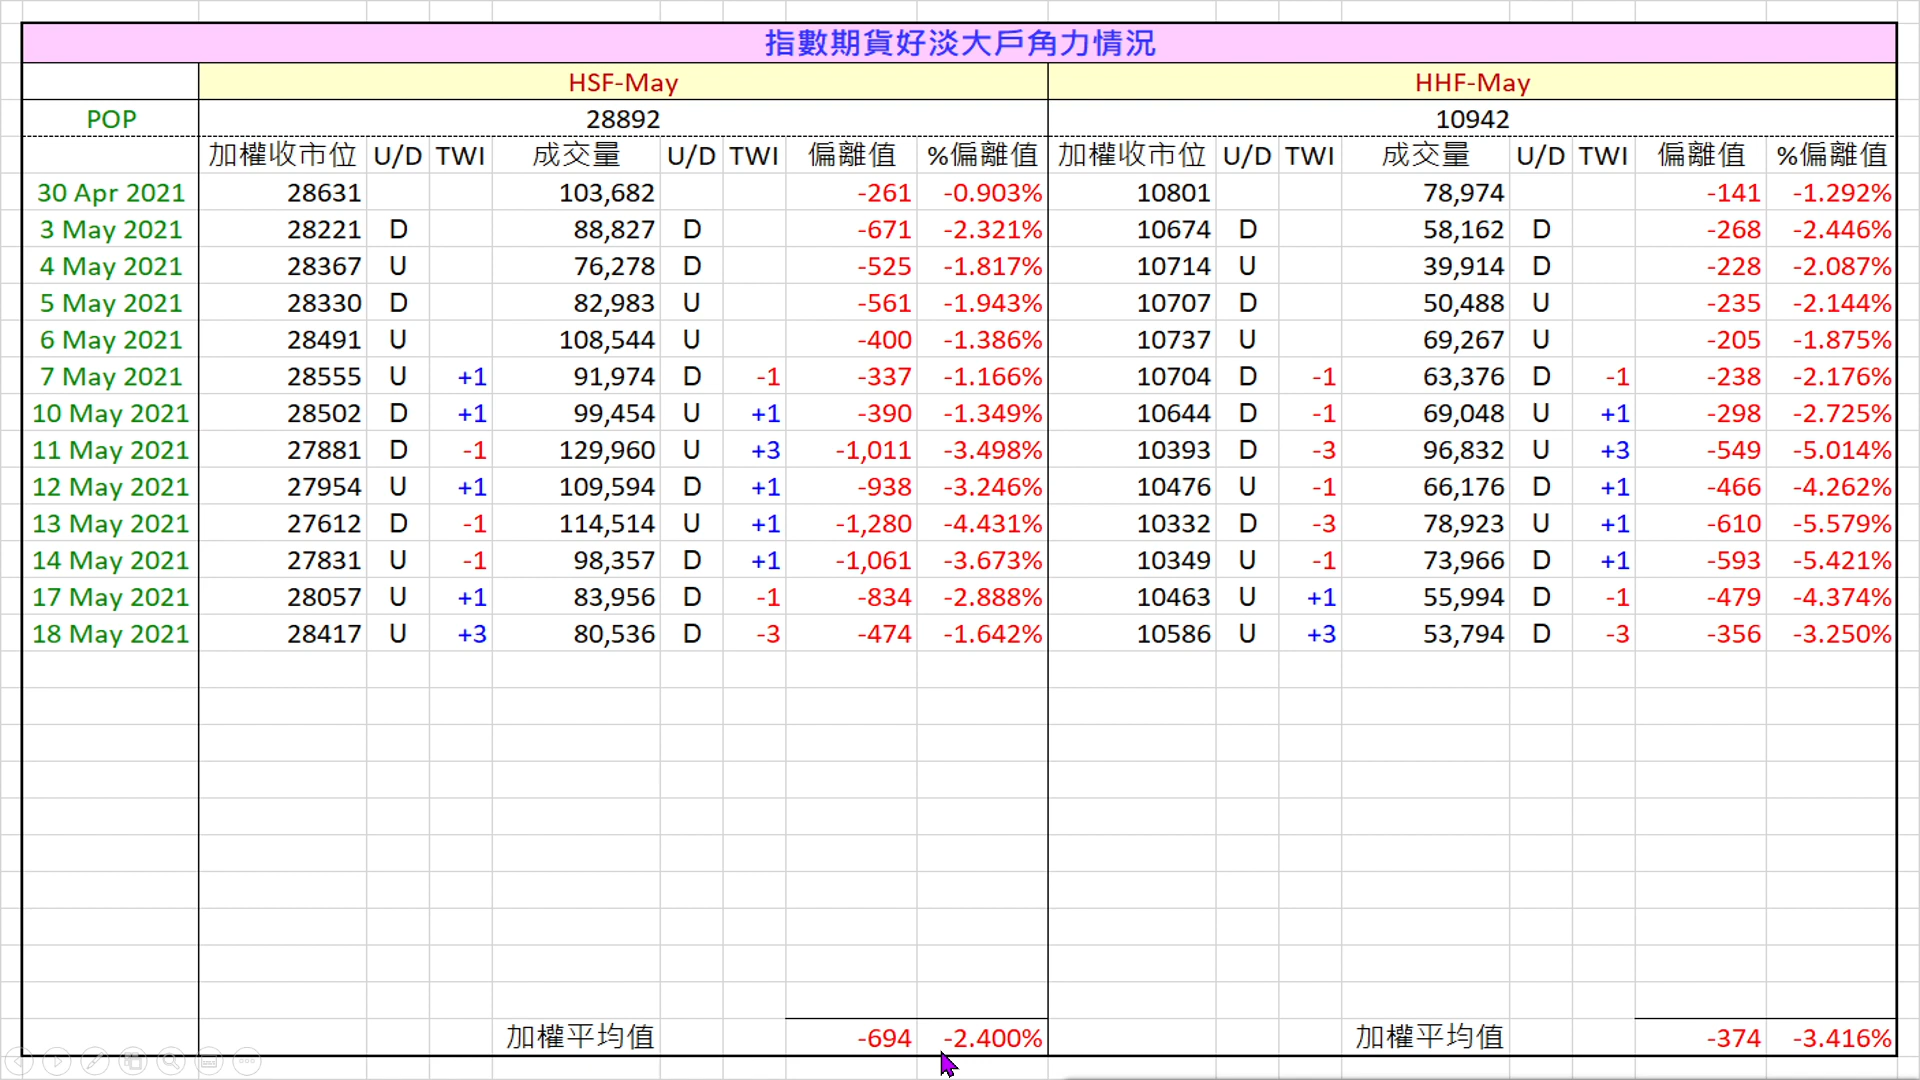 指數期貨好淡大戶角力情況
HSF-May HHF-May
POP 28892 10942
加權收市位 U/D TWI 成交量 U/D TWI 偏離值 %偏離值 加權收市位 U/D TWI 成交量 U/D TWI 偏離值 %偏離值
30 Apr 2021 28631 103,682 -261 -0.903% 10801 78,974 -141 -1.292%
3 May 2021 28221 D 88,827 D -671 -2.321% 10674 D 58,162 D -268 -2.446%
4 May 2021 28367 U 76,278 D -525 -1.817% 10714 U 39,914 D -228 -2.087%
5 May 2021 28330 D 82,983 U -561 -1.943% 10707 D 50,488 U -235 -2.144%
6 May 2021 28491 U 108,544 U -400 -1.386% 10737 U 69,267 U -205 -1.875%
7 May 2021 28555 U +1 91,974 D -1 -337 -1.166% 10704 D -1 63,376 D -1 -238 -2.176%
10 May 2021 28502 D +1 99,454 U +1 -390 -1.349% 10644 D -1 69,048 U +1 -298 -2.725%
11 May 2021 27881 D -1 129,960 U +3 -1,011 -3.498% 10393 D -3 96,832 U +3 -549 -5.014%
12 May 2021 27954 U +1 109,594 D +1 -938 -3.246% 10476 U -1 66,176 D +1 -466 -4.262%
13 May 2021 27612 D -1 114,514 U +1 -1,280 -4.431% 10332 D -3 78,923 U +1 -610 -5.579%
14 May 2021 27831 U -1 98,357 D +1 -1,061 -3.673% 10349 U -1 73,966 D +1 -593 -5.421%
17 May 2021 28057 U +1 83,956 D -1 -834 -2.888% 10463 U +1 55,994 D -1 -479 -4.374%
18 May 2021 28417 U +3 80,536 D -3 -474 -1.642% 10586 U +3 53,794 D -3 -356 -3.250%
加權平均值 -694 -2.400% 加權平均值 -374 -3.416%